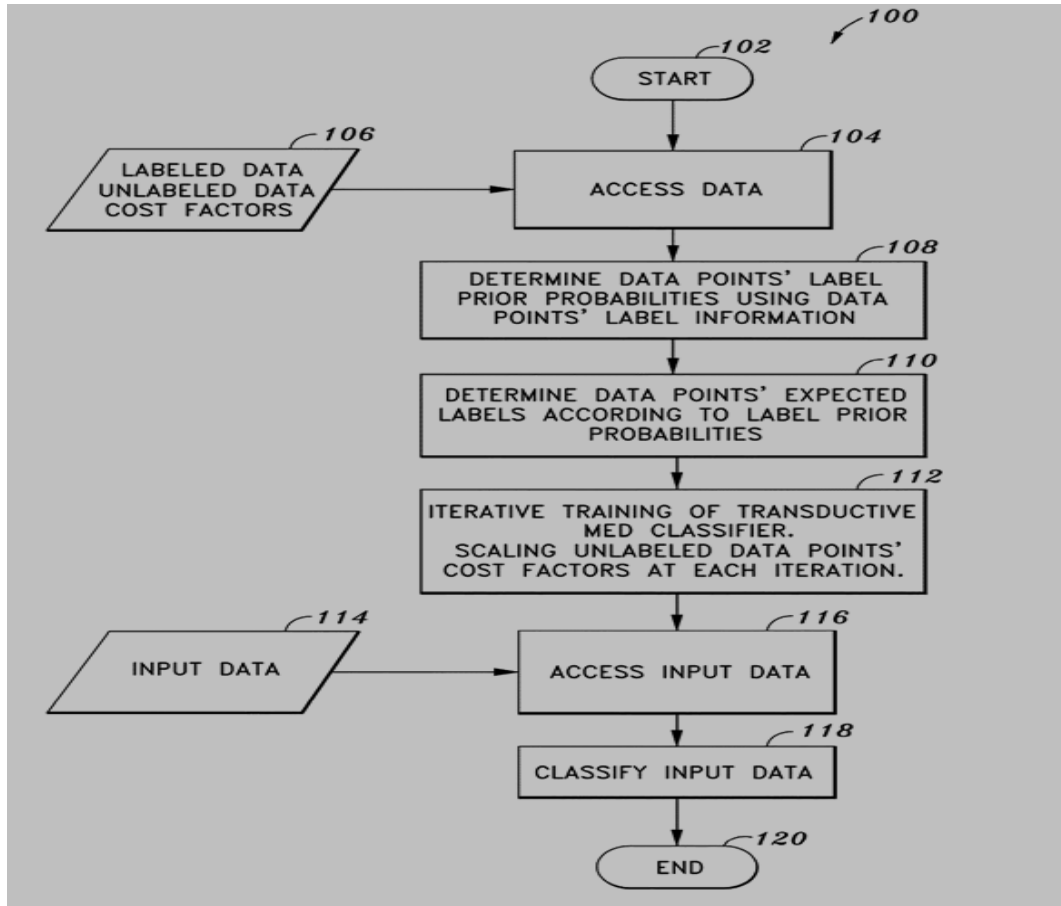 100
102
START
106
LABELED DATA
UNLABELED DATA
COST FACTORS
104
ACCESS DATA
108
DETERMINE DATA POINTS' LABEL
PRIOR PROBABILITIES USING DATA
POINTS' LABEL INFORMATION
110
DETERMINE DATA POINTS' EXPECTED
LABELS ACCORDING TO LABEL PRIOR
PROBABILITIES
112
ITERATIVE TRAINING OF TRANSDUCTIVE
MED CLASSIFIER.
SCALING UNLABELED DATA POINTS'
COST FACTORS AT EACH ITERATION.
114
INPUT DATA
116
ACCESS INPUT DATA
118
CLASSIFY INPUT DATA
120
END